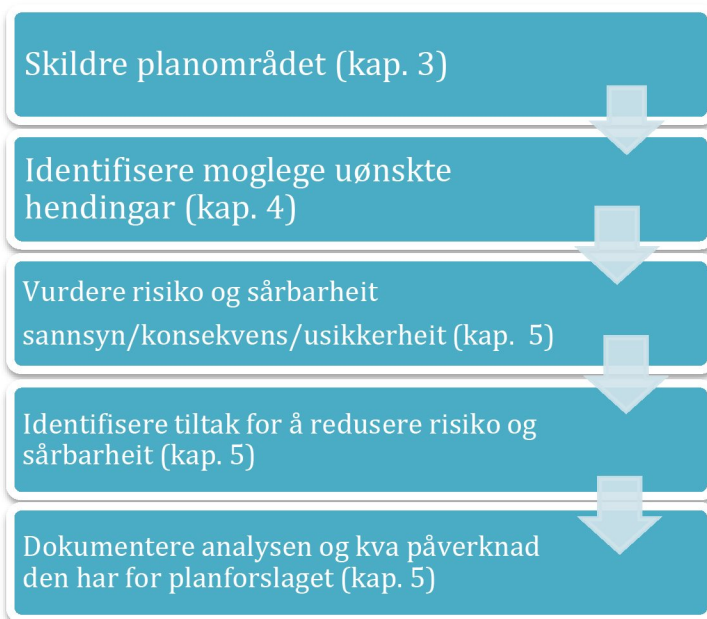 Skildre planområdet (kap. 3)
Identifisere moglege uønskte
hendingar (kap. 4)
Vurdere risiko og sårbarheit
sannsyn/konsekvens/usikkerheit (kap. 5)
Identifisere tiltak for å redusere risiko og
sårbarheit (kap. 5)
Dokumentere analysen og kva påverknad
den har for planforslaget (kap. 5)